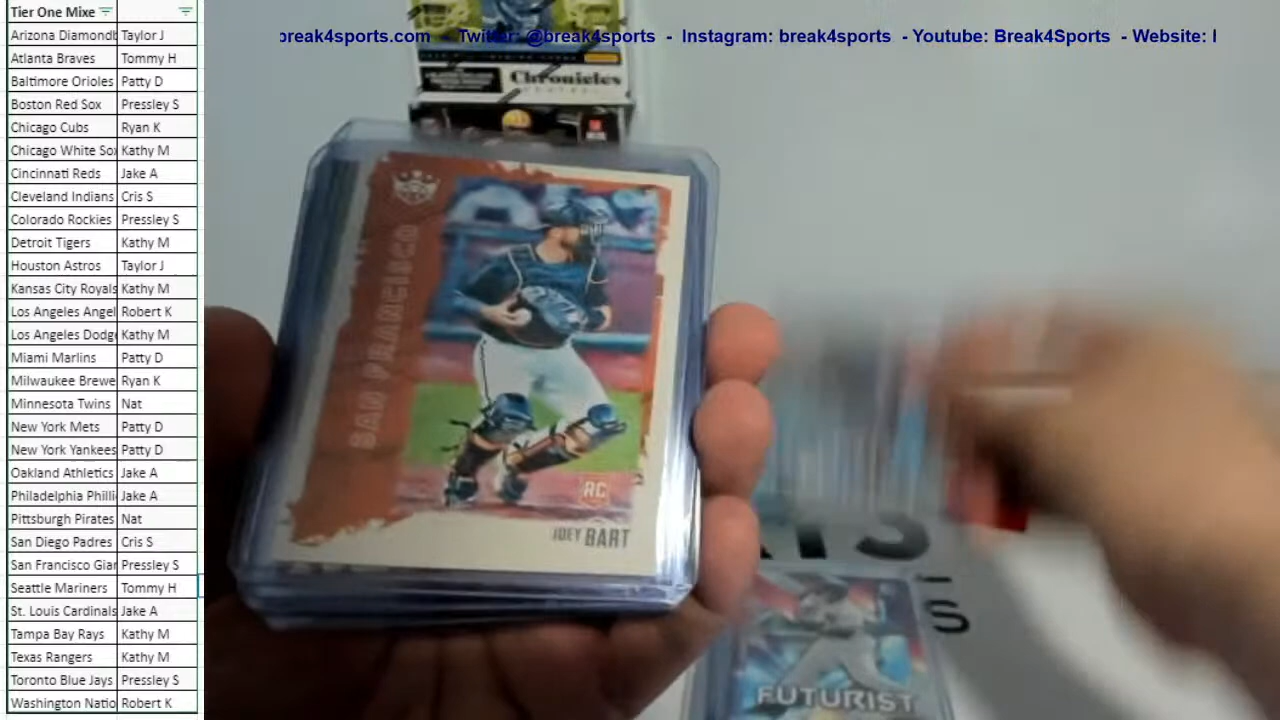 Tier One Mixe
Arizona Diamondb Taylor J
Atlanta Braves Tommy H
Baltimore Orioles Patty D
Boston Red Sox Pressley S
Chicago Cubs Ryan K
Chicago White Sox Kathy M
Cincinnati Reds Jake A
Cleveland Indians Cris S
Colorado Rockies Pressley S
Detroit Tigers Kathy M
Houston Astros Taylor J
Kansas City Royals Kathy M
Los Angeles Angel Robert K
Los Angeles Dodge Kathy M
Miami Marlins Patty D
Milwaukee Brewe Ryan K
Minnesota Twins Nat
New York Mets Patty D
New York Yankees Patty D
Oakland Athletics Jake A
Philadelphia Philli Jake A
Pittsburgh Pirates Nat
San Diego Padres Cris S
San Francisco Gian Pressley S
Seattle Mariners Tommy H
St. Louis Cardinals Jake A
Tampa Bay Rays Kathy M
Texas Rangers Kathy M
Toronto Blue Jays Pressley S
Washington Natio Robert K
break4sports.com - Twitter: @break4sports - Instagram: break4sports - Youtube: Break4Sports - Website:
Chronicles
SAN FRANCISCO
RC
JOEY BART
FUTURIST